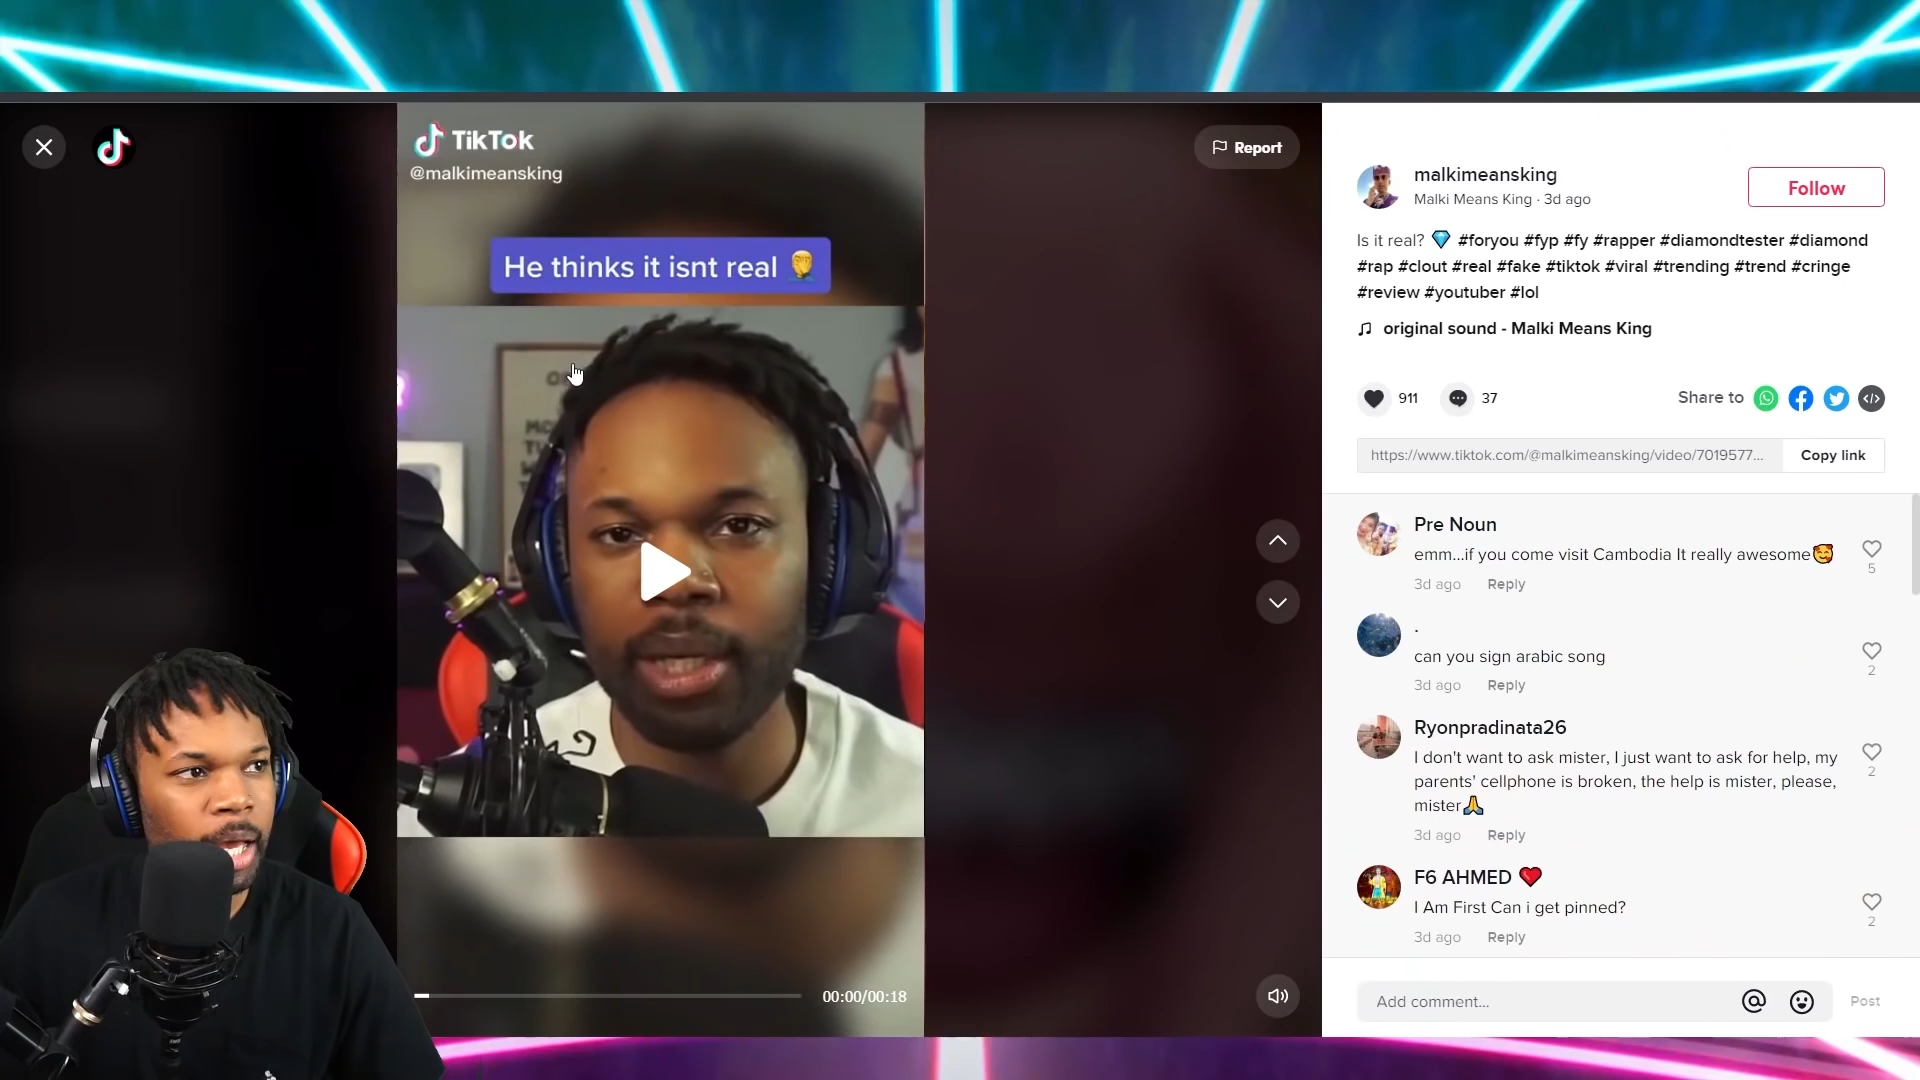 TikTok
@malkimeansking
He thinks it isnt real 🤦
00:00/00:18
Report
malkimeansking
Malki Means King · 3d ago
Follow
Is it real? 💎 #foryou #fyp #fy #rapper #diamondtester #diamond
#rap #clout #real #fake #tiktok #viral #trending #trend #cringe
#review #youtuber #lol
♫ original sound - Malki Means King
911
37
Share to
https://www.tiktok.com/@malkimeansking/video/7019577...
Copy link
Pre Noun
emm...if you come visit Cambodia It really awesome🥰
5
3d ago Reply
.
can you sign arabic song
2
3d ago Reply
Ryonpradinata26
I don't want to ask mister, I just want to ask for help, my
parents' cellphone is broken, the help is mister, please,
mister🙏
2
3d ago Reply
F6 AHMED ❤️
I Am First Can i get pinned?
2
3d ago Reply
Add comment...
Post